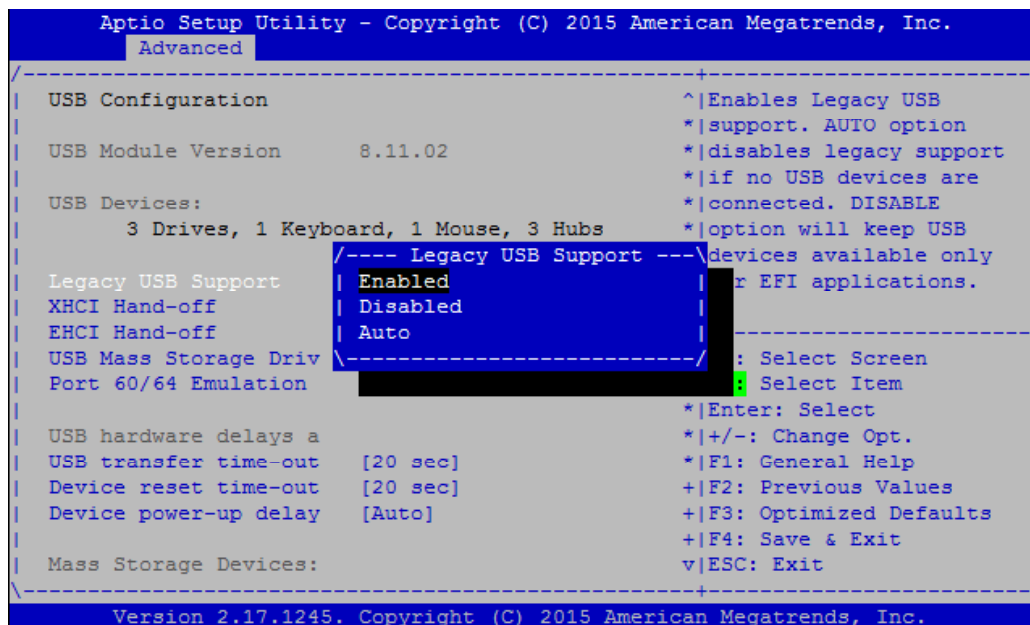 Aptio Setup Utility - Copyright (C) 2015 American Megatrends, Inc.
Advanced
/----------------------------------------------------+-------------------------
| USB Configuration ^|Enables Legacy USB
| *|support. AUTO option
| USB Module Version 8.11.02 *|disables legacy support
| *|if no USB devices are
| USB Devices: *|connected. DISABLE
| 3 Drives, 1 Keyboard, 1 Mouse, 3 Hubs *|option will keep USB
| /---- Legacy USB Support ---\devices available only
| Legacy USB Support | Enabled | r EFI applications.
| XHCI Hand-off | Disabled |
| EHCI Hand-off | Auto | -------------------------
| USB Mass Storage Driv \---------------------------/ : Select Screen
| Port 60/64 Emulation : Select Item
| *|Enter: Select
| USB hardware delays a *|+/-: Change Opt.
| USB transfer time-out [20 sec] *|F1: General Help
| Device reset time-out [20 sec] +|F2: Previous Values
| Device power-up delay [Auto] +|F3: Optimized Defaults
| +|F4: Save & Exit
| Mass Storage Devices: v|ESC: Exit
\----------------------------------------------------+-------------------------
Version 2.17.1245. Copyright (C) 2015 American Megatrends, Inc.